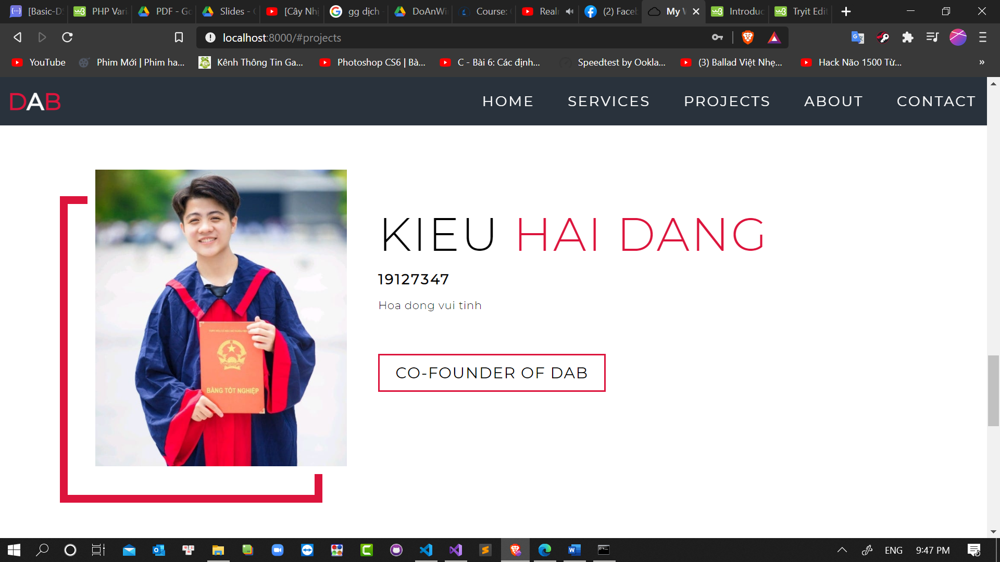 [Basic-D PHP Vari PDF - Go Slides - [Cây Nhị gg dịch DoAnWi Course: Realr (2) Faceb My Introduc Tryit Edit
localhost:8000/#projects
YouTube Phim Mới | Phim ha... Kênh Thông Tin Ga... Photoshop CS6 | Bà... C - Bài 6: Các định... Speedtest by Ookla... (3) Ballad Việt Nhẹ... Hack Não 1500 Từ... »
DAB HOME SERVICES PROJECTS ABOUT CONTACT
KIEU HAI DANG
19127347
Hoa dong vui tinh
CO-FOUNDER OF DAB
BẰNG TỐT NGHIỆP
ENG 9:47 PM